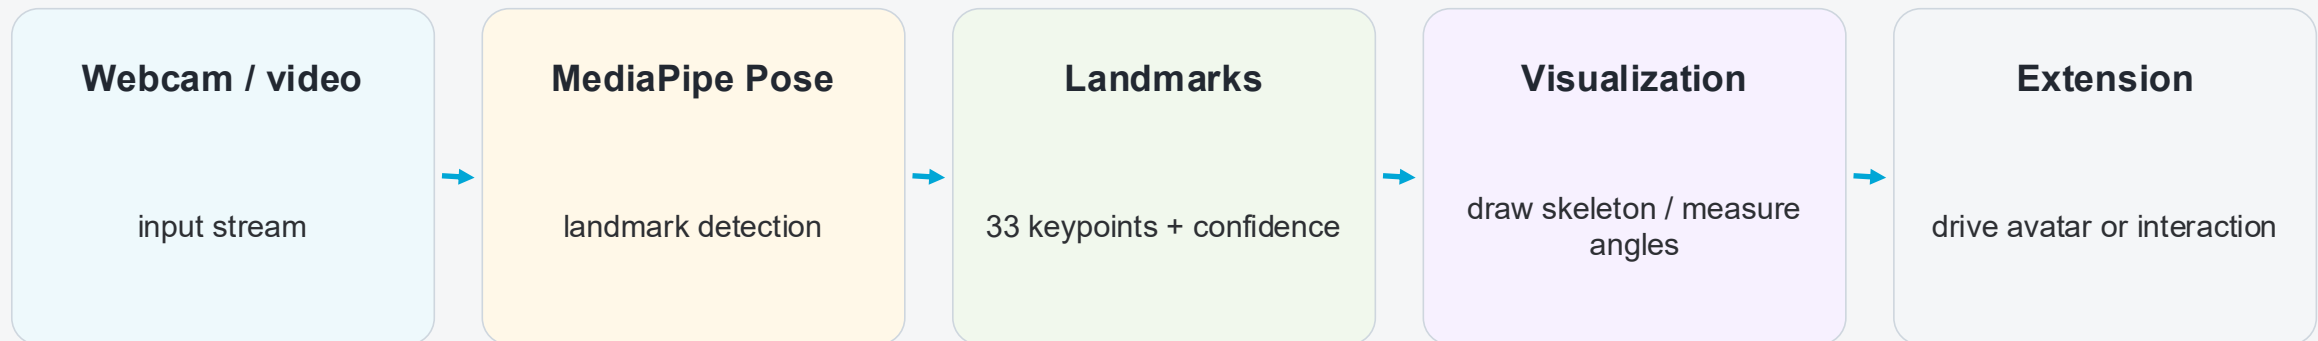 Webcam / video
input stream
MediaPipe Pose
landmark detection
Landmarks
33 keypoints + confidence
Visualization
draw skeleton / measure
angles
Extension
drive avatar or interaction